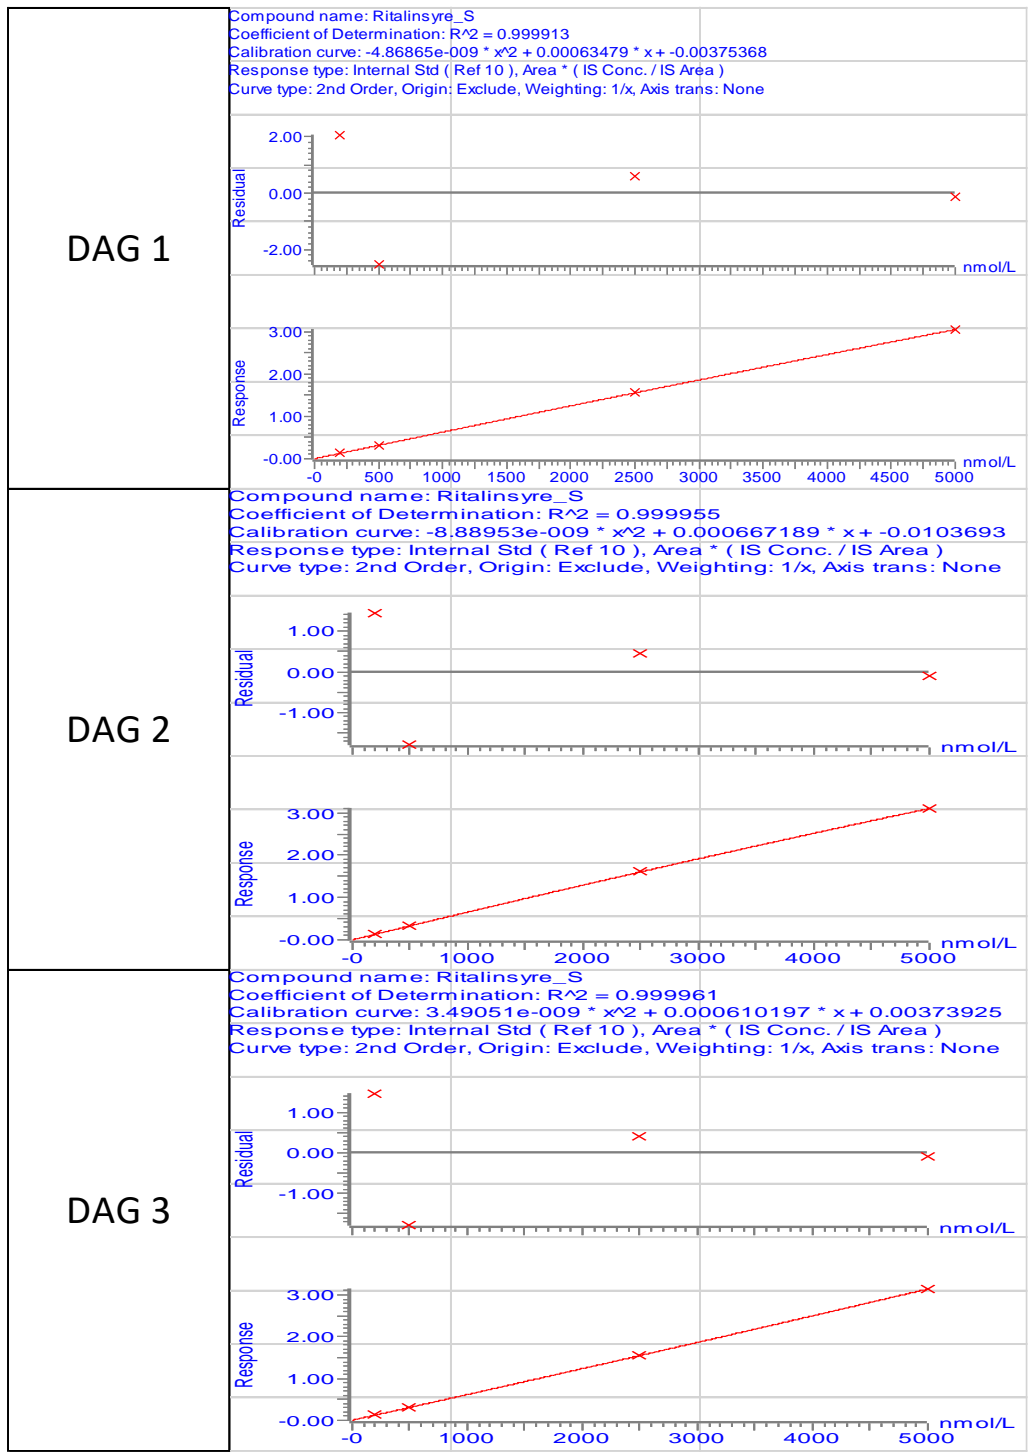 DAG 1
Compound name: Ritalinsyre_S
Coefficient of Determination: R^2 = 0.999913
Calibration curve: -4.86865e-009 * x^2 + 0.00063479 * x + -0.00375368
Response type: Internal Std ( Ref 10 ), Area * ( IS Conc. / IS Area )
Curve type: 2nd Order, Origin: Exclude, Weighting: 1/x, Axis trans: None
Residual
2.00
0.00
-2.00
nmol/L
Response
3.00
2.00
1.00
-0.00
nmol/L
-0 500 1000 1500 2000 2500 3000 3500 4000 4500 5000
DAG 2
Compound name: Ritalinsyre_S
Coefficient of Determination: R^2 = 0.999955
Calibration curve: -8.88953e-009 * x^2 + 0.000667189 * x + -0.0103693
Response type: Internal Std ( Ref 10 ), Area * ( IS Conc. / IS Area )
Curve type: 2nd Order, Origin: Exclude, Weighting: 1/x, Axis trans: None
Residual
1.00
0.00
-1.00
nmol/L
Response
3.00
2.00
1.00
-0.00
nmol/L
-0 1000 2000 3000 4000 5000
DAG 3
Compound name: Ritalinsyre_S
Coefficient of Determination: R^2 = 0.999961
Calibration curve: 3.49051e-009 * x^2 + 0.000610197 * x + 0.00373925
Response type: Internal Std ( Ref 10 ), Area * ( IS Conc. / IS Area )
Curve type: 2nd Order, Origin: Exclude, Weighting: 1/x, Axis trans: None
Residual
1.00
0.00
-1.00
nmol/L
Response
3.00
2.00
1.00
-0.00
nmol/L
-0 1000 2000 3000 4000 5000